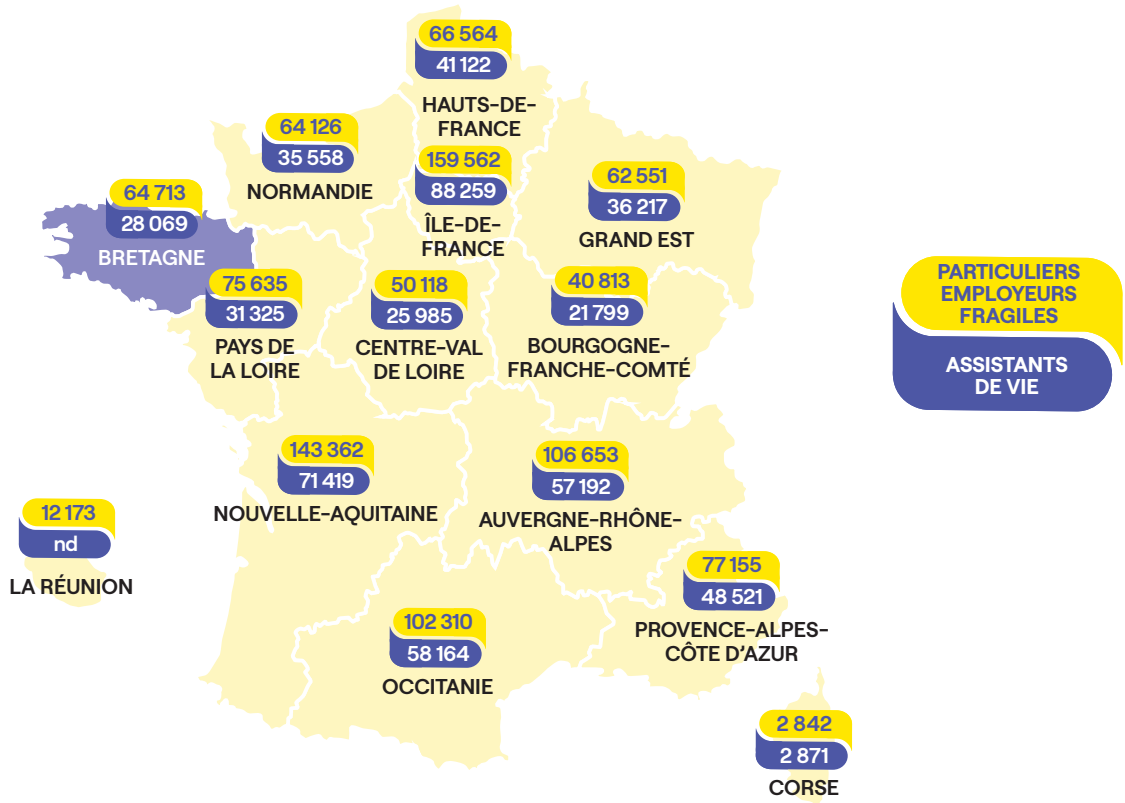 66 564
41 122
HAUTS-DE-
FRANCE
64 126
35 558
NORMANDIE
159 562
88 259
ÎLE-DE-
FRANCE
62 551
36 217
GRAND EST
64 713
28 069
BRETAGNE
75 635
31 325
PAYS DE
LA LOIRE
50 118
25 985
CENTRE-VAL
DE LOIRE
40 813
21 799
BOURGOGNE-
FRANCHE-COMTÉ
PARTICULIERS
EMPLOYEURS
FRAGILES
ASSISTANTS
DE VIE
143 362
71 419
NOUVELLE-AQUITAINE
106 653
57 192
AUVERGNE-RHÔNE-
ALPES
12 173
nd
LA RÉUNION
77 155
48 521
PROVENCE-ALPES-
CÔTE D'AZUR
102 310
58 164
OCCITANIE
2 842
2 871
CORSE